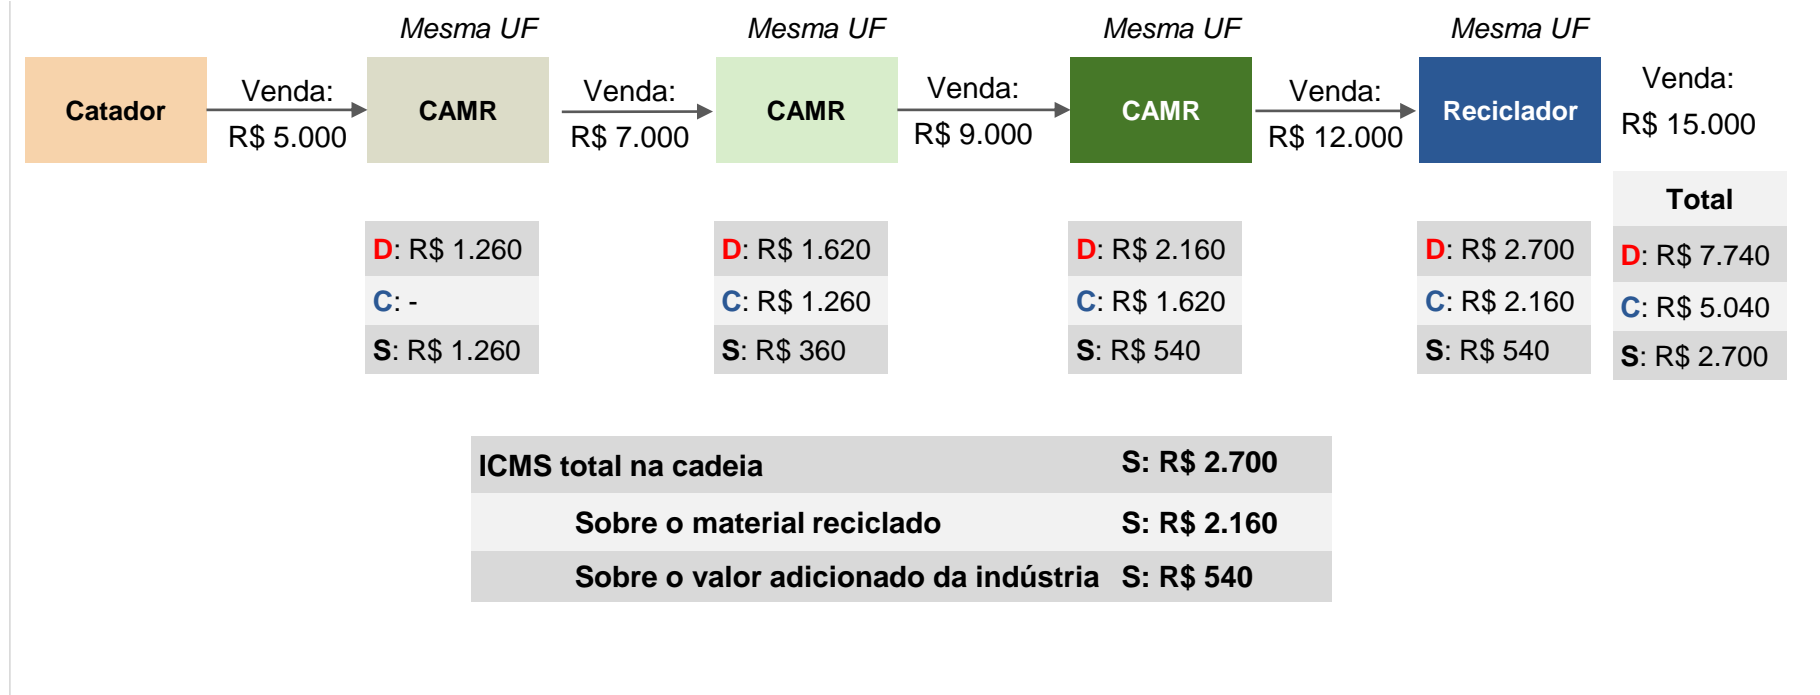 Mesma UF
Mesma UF
Mesma UF
Mesma UF
Catador
Venda:
R$ 5.000
CAMR
Venda:
R$ 7.000
CAMR
Venda:
R$ 9.000
CAMR
Venda:
R$ 12.000
Reciclador
Venda:
R$ 15.000
D: R$ 1.260
C: -
S: R$ 1.260
D: R$ 1.620
C: R$ 1.260
S: R$ 360
D: R$ 2.160
C: R$ 1.620
S: R$ 540
D: R$ 2.700
C: R$ 2.160
S: R$ 540
Total
D: R$ 7.740
C: R$ 5.040
S: R$ 2.700
ICMS total na cadeia S: R$ 2.700
Sobre o material reciclado S: R$ 2.160
Sobre o valor adicionado da indústria S: R$ 540